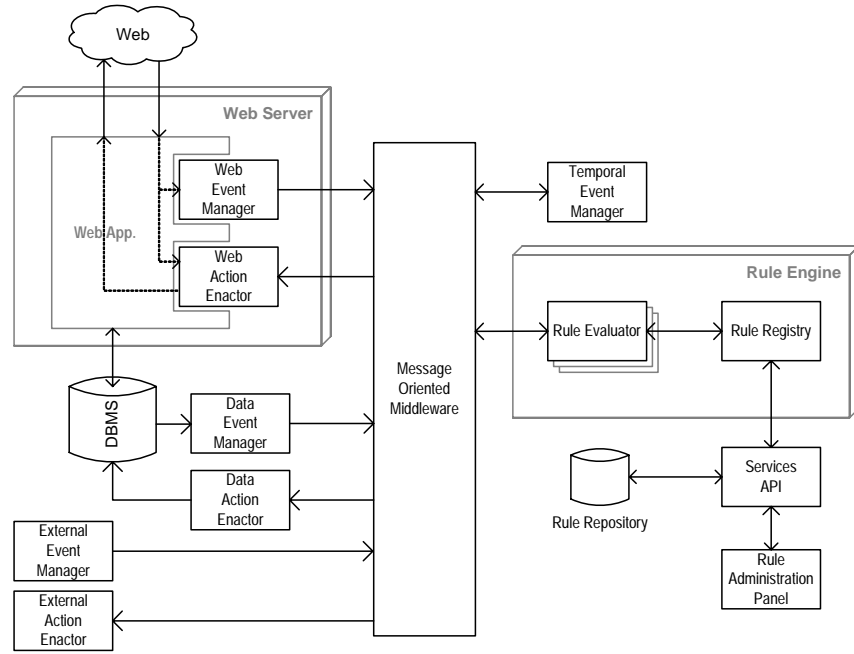 Web
Web Server
Web
Event
Manager
Web App.
Web
Action
Enactor
DBMS
Data
Event
Manager
Data
Action
Enactor
External
Event
Manager
External
Action
Enactor
Message
Oriented
Middleware
Temporal
Event
Manager
Rule Engine
Rule Evaluator
Rule Registry
Services
API
Rule Repository
Rule
Administration
Panel